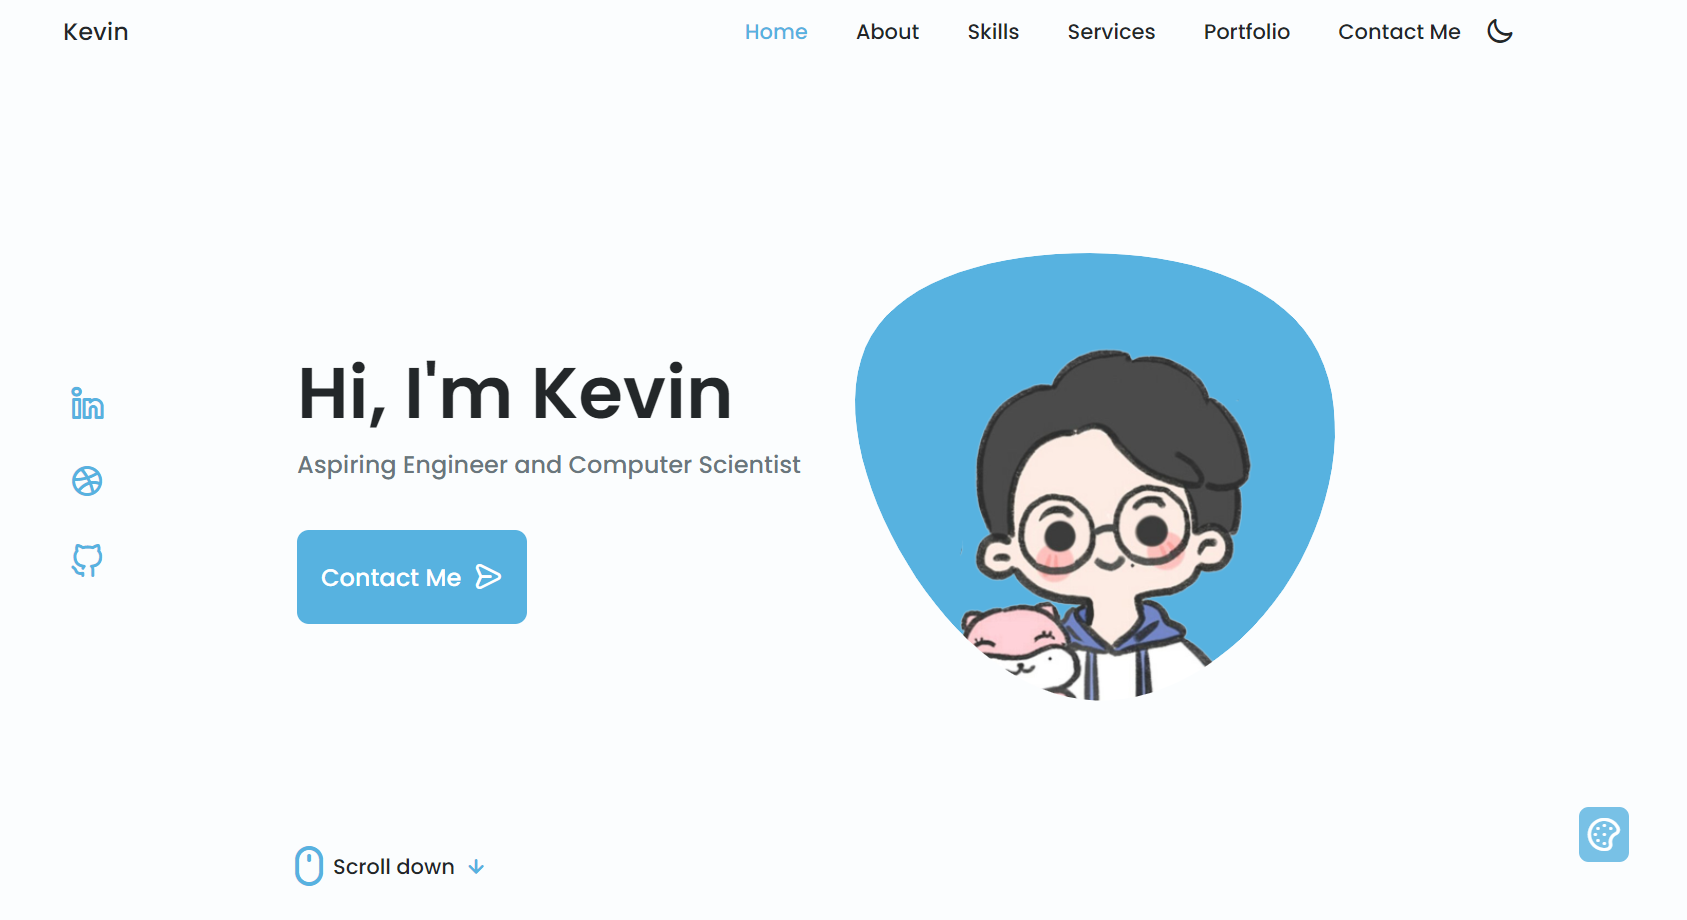 Kevin
Home About Skills Services Portfolio Contact Me
Hi, I'm Kevin
Aspiring Engineer and Computer Scientist
Contact Me
Scroll down